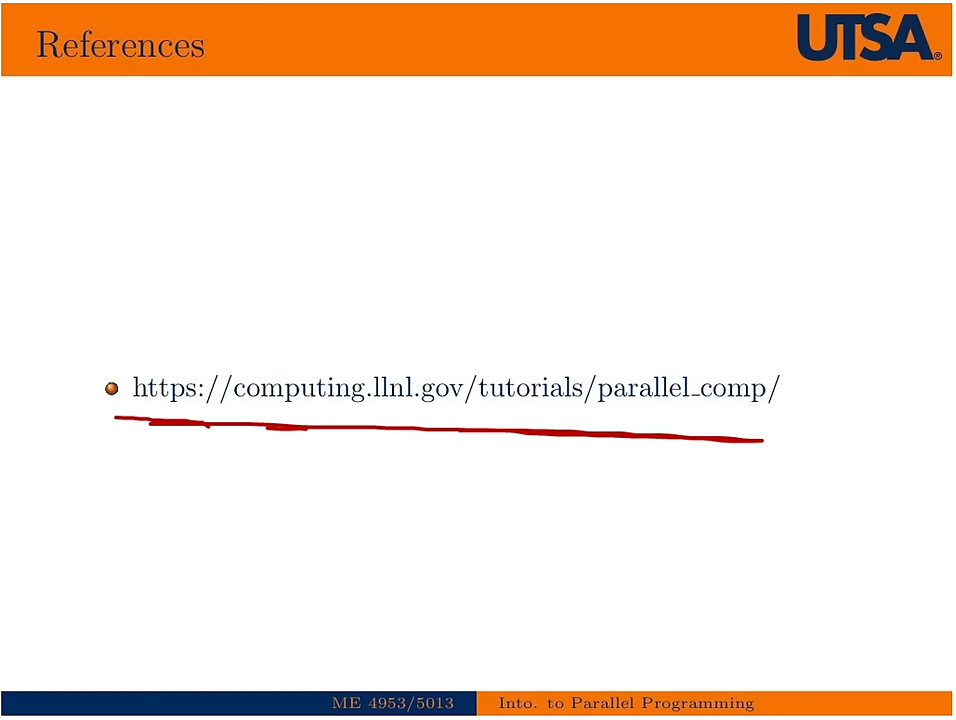 References
UTSA®
https://computing.llnl.gov/tutorials/parallel_comp/
ME 4953/5013
Into. to Parallel Programming